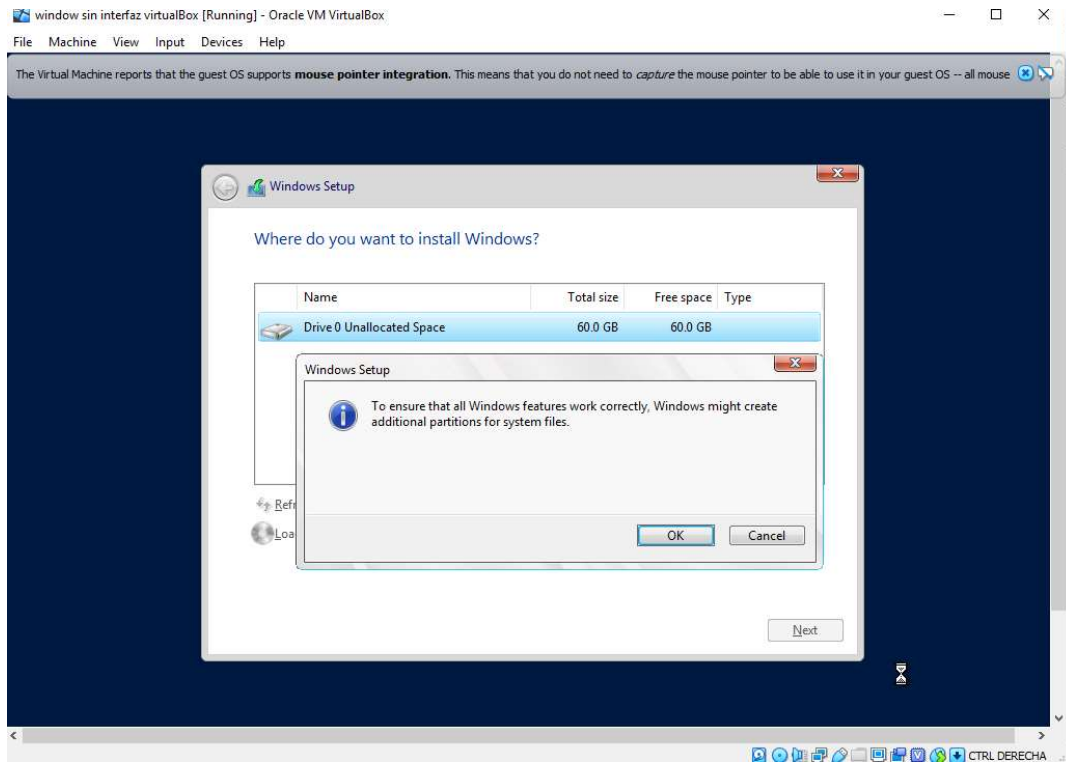 window sin interfaz virtualBox [Running] - Oracle VM VirtualBox
File Machine View Input Devices Help
The Virtual Machine reports that the guest OS supports mouse pointer integration. This means that you do not need to capture the mouse pointer to be able to use it in your guest OS -- all mouse
Windows Setup
Where do you want to install Windows?
Name Total size Free space Type
Drive 0 Unallocated Space 60.0 GB 60.0 GB
Windows Setup
To ensure that all Windows features work correctly, Windows might create
additional partitions for system files.
Refr
Loa
OK Cancel
Next
CTRL DERECHA